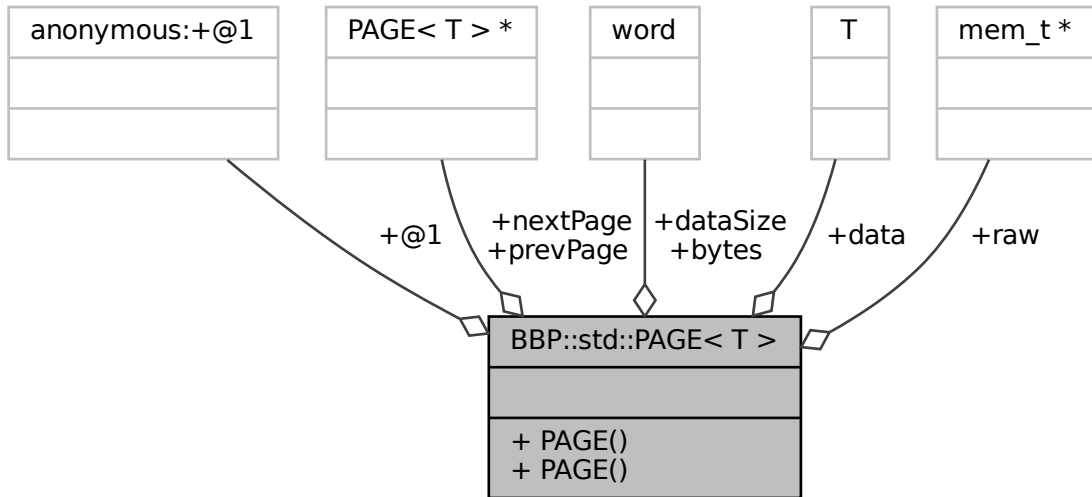 anonymous:+@1
PAGE< T > *
word
T
mem_t *
+@1
+nextPage
+prevPage
+dataSize
+bytes
+data
+raw
BBP::std::PAGE< T >
+ PAGE()
+ PAGE()